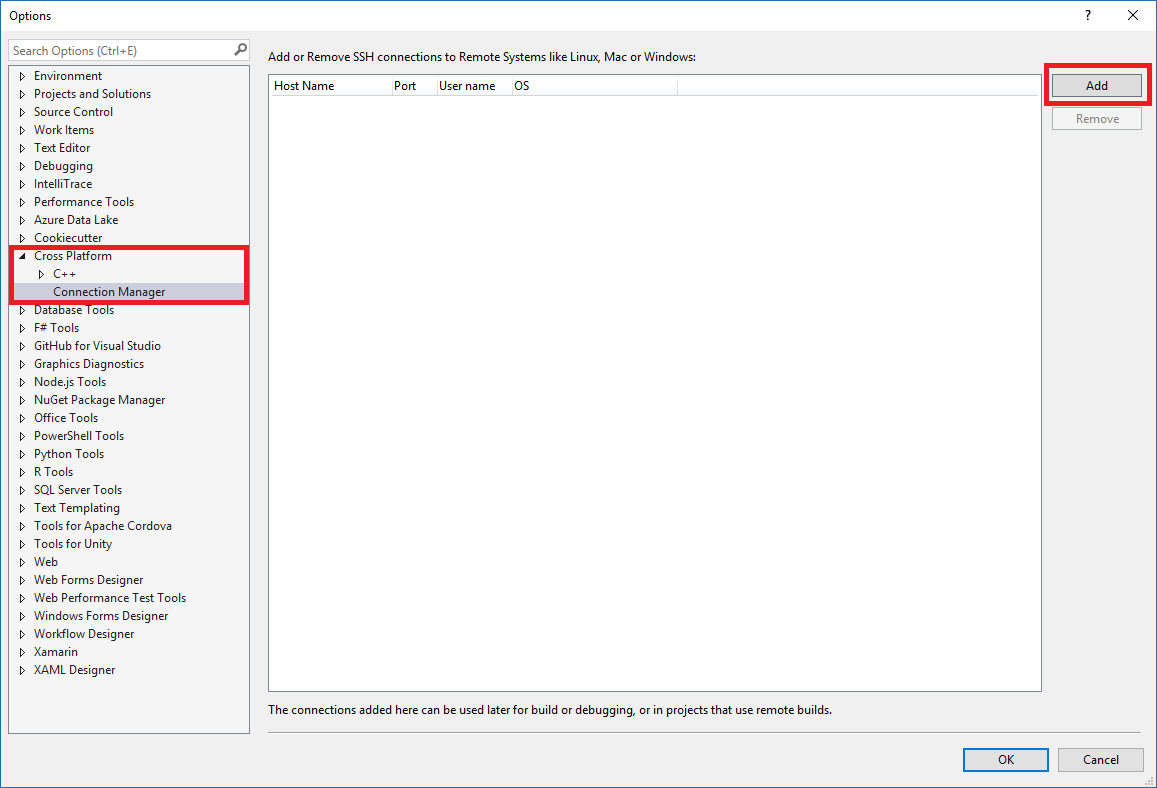 Options
?
Search Options (Ctrl+E)
Environment
Projects and Solutions
Source Control
Work Items
Text Editor
Debugging
IntelliTrace
Performance Tools
Azure Data Lake
Cookiecutter
Cross Platform
C++
Connection Manager
Database Tools
F# Tools
GitHub for Visual Studio
Graphics Diagnostics
Node.js Tools
NuGet Package Manager
Office Tools
PowerShell Tools
Python Tools
R Tools
SQL Server Tools
Text Templating
Tools for Apache Cordova
Tools for Unity
Web
Web Forms Designer
Web Performance Test Tools
Windows Forms Designer
Workflow Designer
Xamarin
XAML Designer
Add or Remove SSH connections to Remote Systems like Linux, Mac or Windows:
Host Name Port User name OS
Add
Remove
The connections added here can be used later for build or debugging, or in projects that use remote builds.
OK Cancel